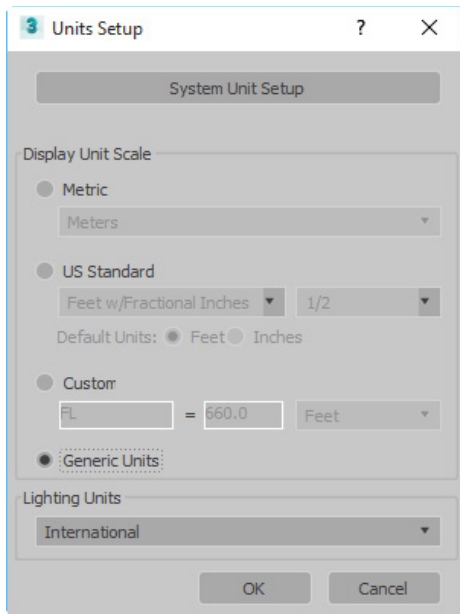 3 Units Setup ? X
System Unit Setup
Display Unit Scale
Metric
Meters
US Standard
Feet w/Fractional Inches 1/2
Default Units: Feet Inches
Custom
FL = 660.0 Feet
Generic Units
Lighting Units
International
OK Cancel